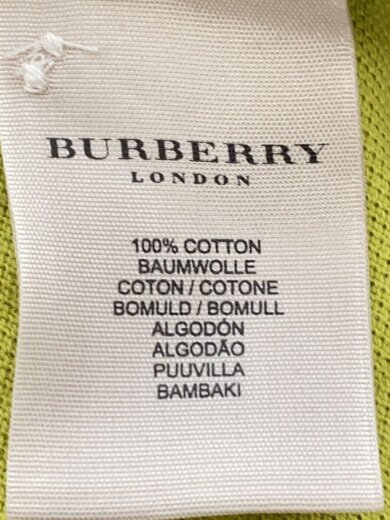 BURBERRY
LONDON
100% COTTON
BAUMWOLLE
COTON / COTONE
BOMULD / BOMULL
ALGODÓN
ALGODÃO
PUUVILLA
BAMBAKI